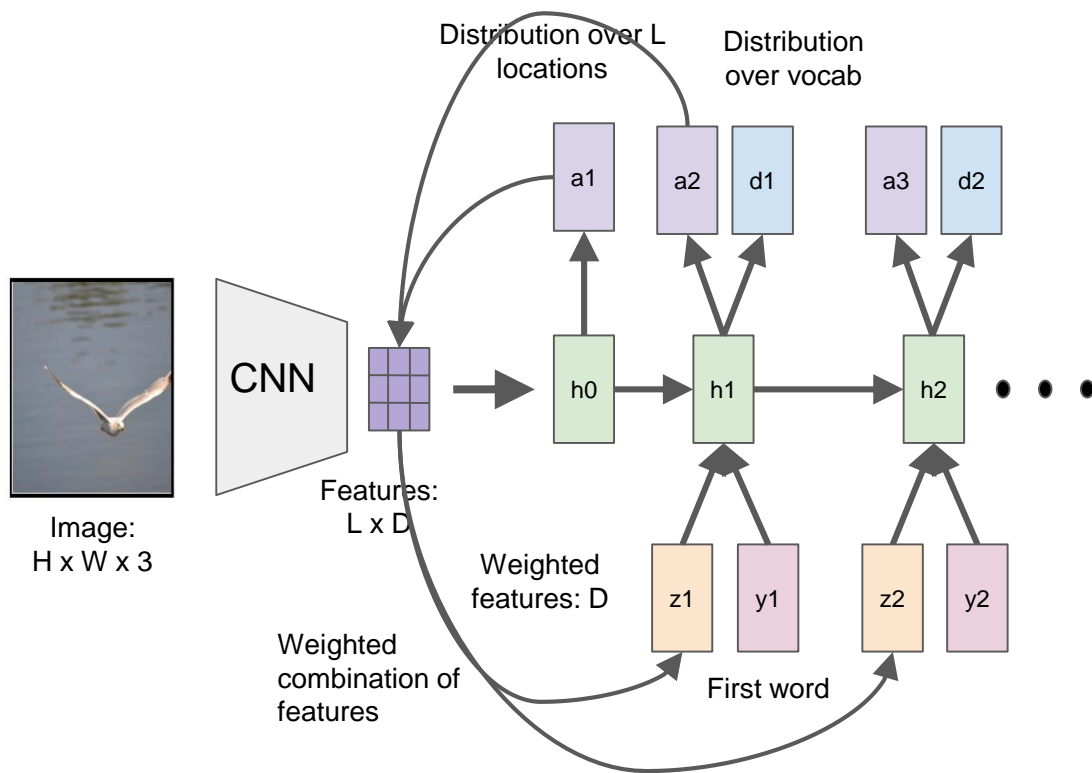 Distribution over L
locations
Distribution
over vocab
a1
a2
d1
a3
d2
CNN
h0
h1
h2
Features:
L x D
Image:
H x W x 3
Weighted
features: D
z1
y1
z2
y2
Weighted
combination of
features
First word